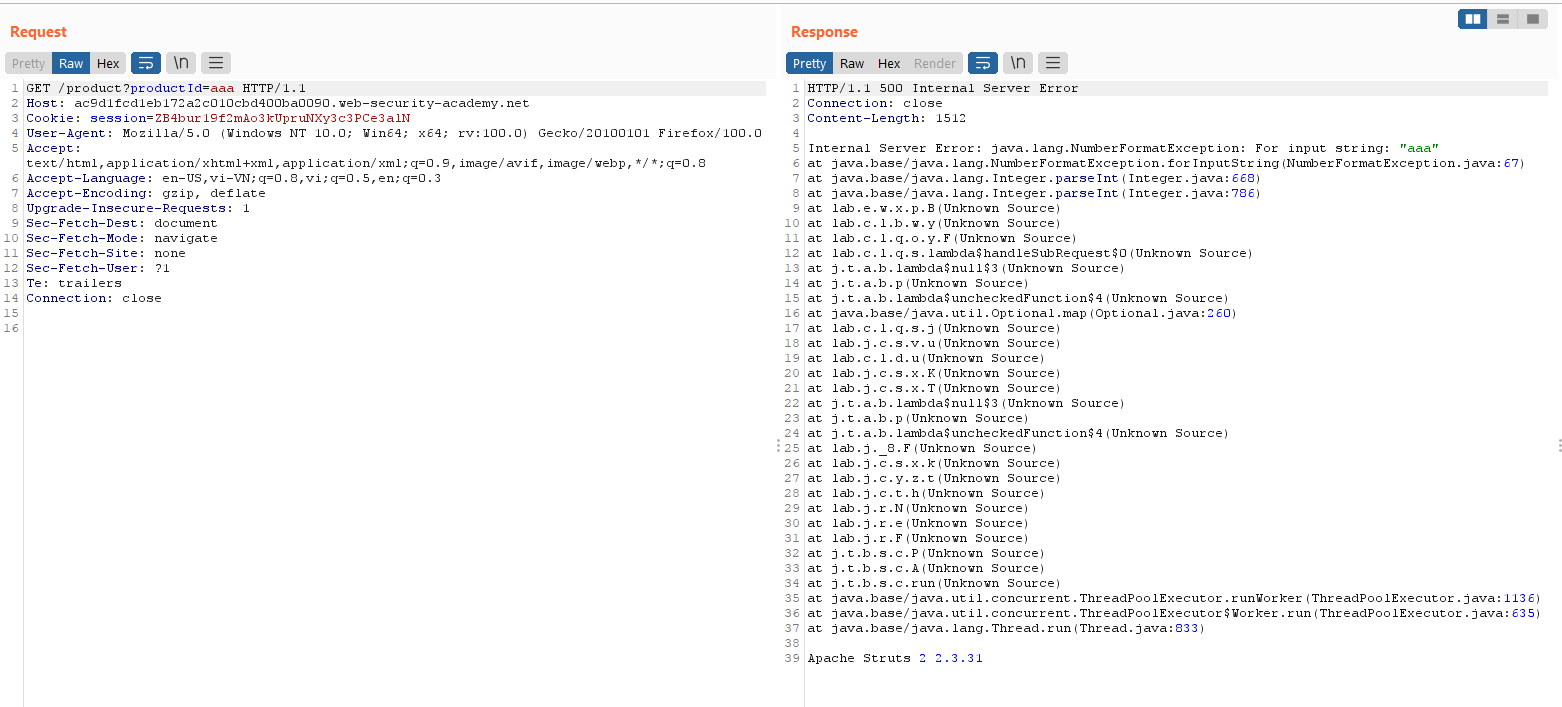 Request
Pretty Raw Hex \n
1 GET /product?productId=aaa HTTP/1.1
2 Host: ac9d1fcd1eb172a2c010cbd400ba0090.web-security-academy.net
3 Cookie: session=ZB4bur19f2mAo3kUpruNXy3c3PCe3alN
4 User-Agent: Mozilla/5.0 (Windows NT 10.0; Win64; x64; rv:100.0) Gecko/20100101 Firefox/100.0
5 Accept:
text/html,application/xhtml+xml,application/xml;q=0.9,image/avif,image/webp,*/*;q=0.8
6 Accept-Language: en-US,vi-VN;q=0.8,vi;q=0.5,en;q=0.3
7 Accept-Encoding: gzip, deflate
8 Upgrade-Insecure-Requests: 1
9 Sec-Fetch-Dest: document
10 Sec-Fetch-Mode: navigate
11 Sec-Fetch-Site: none
12 Sec-Fetch-User: ?1
13 Te: trailers
14 Connection: close
15
16
Response
Pretty Raw Hex Render \n
1 HTTP/1.1 500 Internal Server Error
2 Connection: close
3 Content-Length: 1512
4
5 Internal Server Error: java.lang.NumberFormatException: For input string: "aaa"
6 at java.base/java.lang.NumberFormatException.forInputString(NumberFormatException.java:67)
7 at java.base/java.lang.Integer.parseInt(Integer.java:668)
8 at java.base/java.lang.Integer.parseInt(Integer.java:786)
9 at lab.e.w.x.p.B(Unknown Source)
10 at lab.c.l.b.w.y(Unknown Source)
11 at lab.c.l.q.o.y.F(Unknown Source)
12 at lab.c.l.q.s.lambda$handleSubRequest$0(Unknown Source)
13 at j.t.a.b.lambda$null$3(Unknown Source)
14 at j.t.a.b.p(Unknown Source)
15 at j.t.a.b.lambda$uncheckedFunction$4(Unknown Source)
16 at java.base/java.util.Optional.map(Optional.java:260)
17 at lab.c.l.q.s.j(Unknown Source)
18 at lab.j.c.s.v.u(Unknown Source)
19 at lab.c.l.d.u(Unknown Source)
20 at lab.j.c.s.x.K(Unknown Source)
21 at lab.j.c.s.x.T(Unknown Source)
22 at j.t.a.b.lambda$null$3(Unknown Source)
23 at j.t.a.b.p(Unknown Source)
24 at j.t.a.b.lambda$uncheckedFunction$4(Unknown Source)
25 at lab.j._8.F(Unknown Source)
26 at lab.j.c.s.x.k(Unknown Source)
27 at lab.j.c.y.z.t(Unknown Source)
28 at lab.j.c.t.h(Unknown Source)
29 at lab.j.r.N(Unknown Source)
30 at lab.j.r.e(Unknown Source)
31 at lab.j.r.F(Unknown Source)
32 at j.t.b.s.c.P(Unknown Source)
33 at j.t.b.s.c.A(Unknown Source)
34 at j.t.b.s.c.run(Unknown Source)
35 at java.base/java.util.concurrent.ThreadPoolExecutor.runWorker(ThreadPoolExecutor.java:1136)
36 at java.base/java.util.concurrent.ThreadPoolExecutor$Worker.run(ThreadPoolExecutor.java:635)
37 at java.base/java.lang.Thread.run(Thread.java:833)
38
39 Apache Struts 2 2.3.31